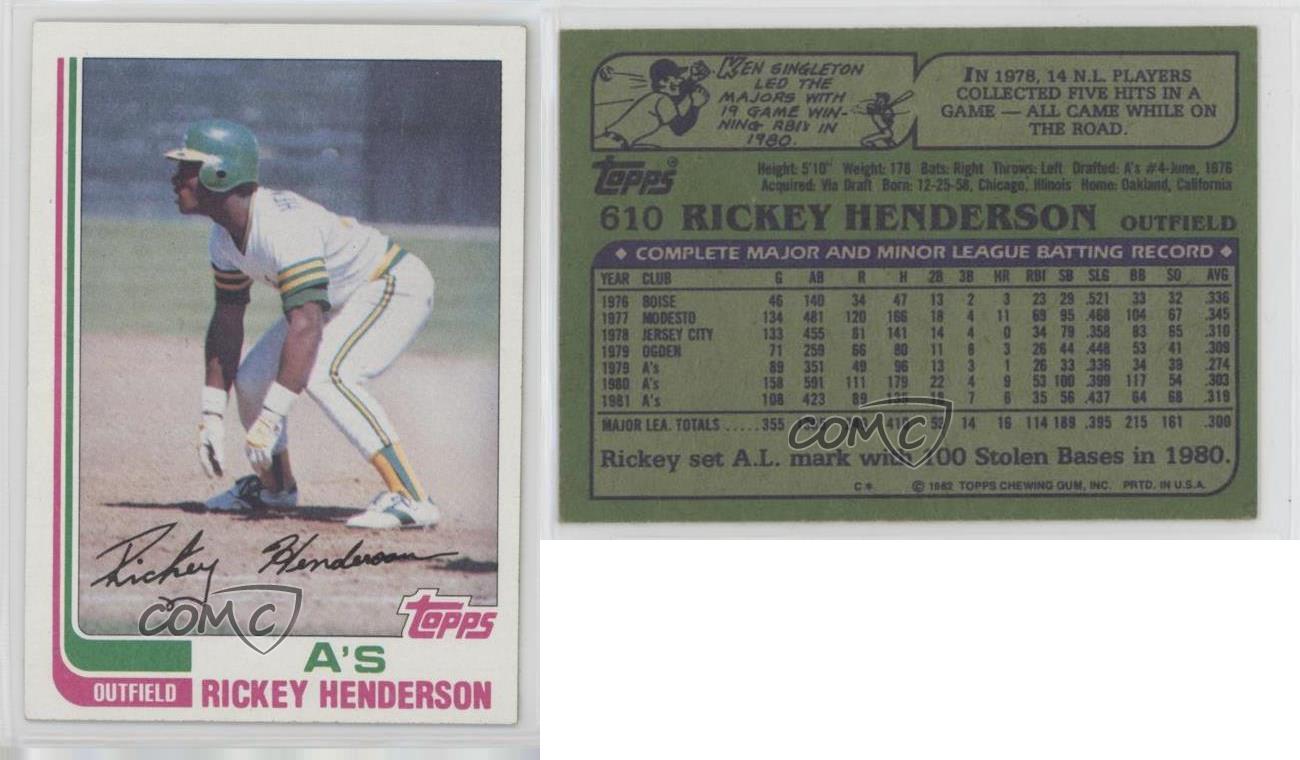 Rickey Henderson
COMC
Topps
A'S
OUTFIELD RICKEY HENDERSON
KEN SINGLETON
LED THE
MAJORS WITH
19 GAME WIN-
NING RBI'S IN
1980.
IN 1978, 14 N.L. PLAYERS
COLLECTED FIVE HITS IN A
GAME — ALL CAME WHILE ON
THE ROAD.
Topps®
Height: 5'10" Weight: 178 Bats: Right Throws: Left Drafted: A's #4-June, 1976
Acquired: Via Draft Born: 12-25-58, Chicago, Illinois Home: Oakland, California
610 RICKEY HENDERSON OUTFIELD
◆ COMPLETE MAJOR AND MINOR LEAGUE BATTING RECORD ◆
YEAR CLUB G AB R H 2B 3B HR RBI SB SLG BB SO AVG
1976 BOISE 46 140 34 47 13 2 3 23 29 .521 33 32 .336
1977 MODESTO 134 481 120 166 18 4 11 69 95 .468 104 67 .345
1978 JERSEY CITY 133 455 81 141 14 4 0 34 79 .358 83 65 .310
1979 OGDEN 71 259 66 80 11 8 3 26 44 .448 53 41 .309
1979 A's 89 351 49 96 13 3 1 26 33 .336 34 39 .274
1980 A's 158 591 111 179 22 4 9 53 100 .399 117 54 .303
1981 A's 108 423 89 135 18 7 6 35 56 .437 64 68 .319
MAJOR LEA. TOTALS ..... 355 53 14 16 114 189 .395 215 161 .300
COMC
Rickey set A.L. mark with 100 Stolen Bases in 1980.
C* © 1982 TOPPS CHEWING GUM, INC. PRTD. IN U.S.A.